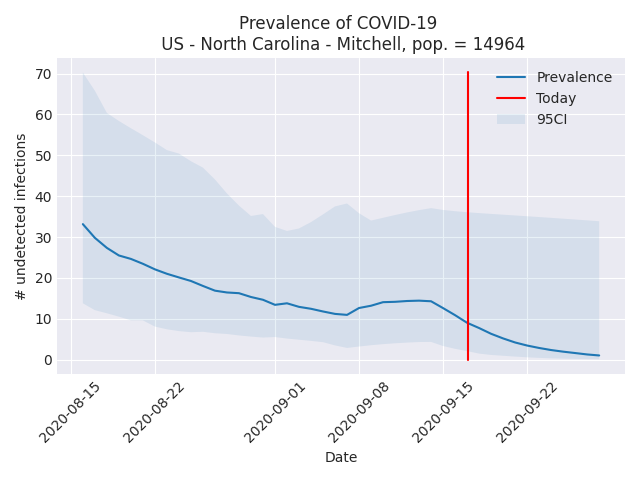 Prevalence of COVID-19
US - North Carolina - Mitchell, pop. = 14964
Prevalence
Today
95CI
# undetected infections
70
60
50
40
30
20
10
0
2020-08-15
2020-08-22
2020-09-01
2020-09-08
2020-09-15
2020-09-22
Date